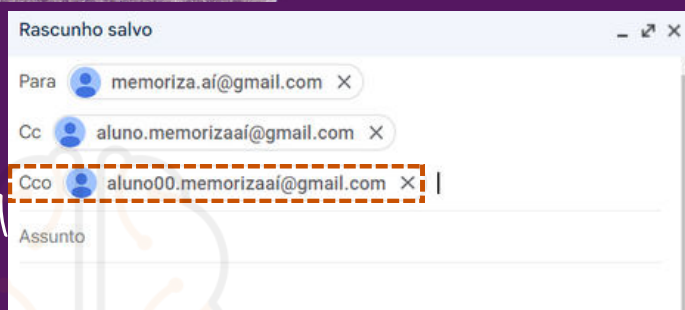 Rascunho salvo
Para memoriza.aí@gmail.com
Cc aluno.memorizaaí@gmail.com
Cco aluno00.memorizaaí@gmail.com
Assunto